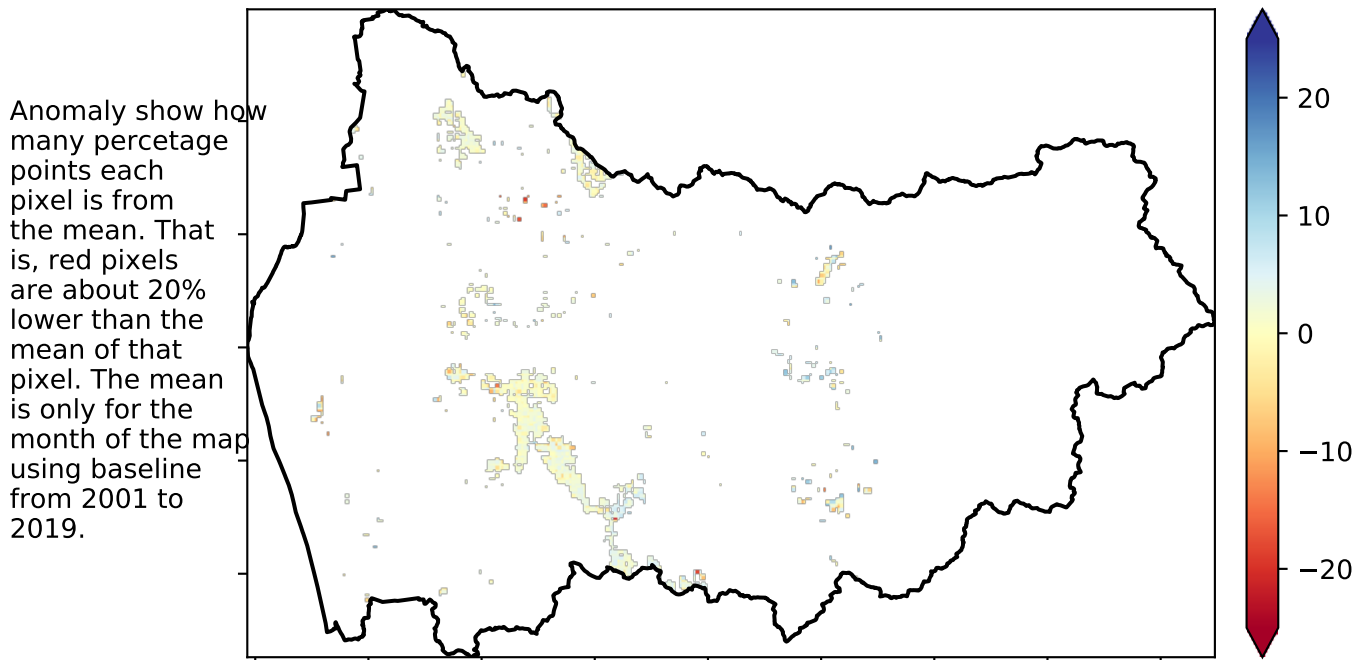 Anomaly show how
many percetage
points each
pixel is from
the mean. That
is, red pixels
are about 20%
lower than the
mean of that
pixel. The mean
is only for the
month of the map
using baseline
from 2001 to
2019.
20
10
0
−10
−20